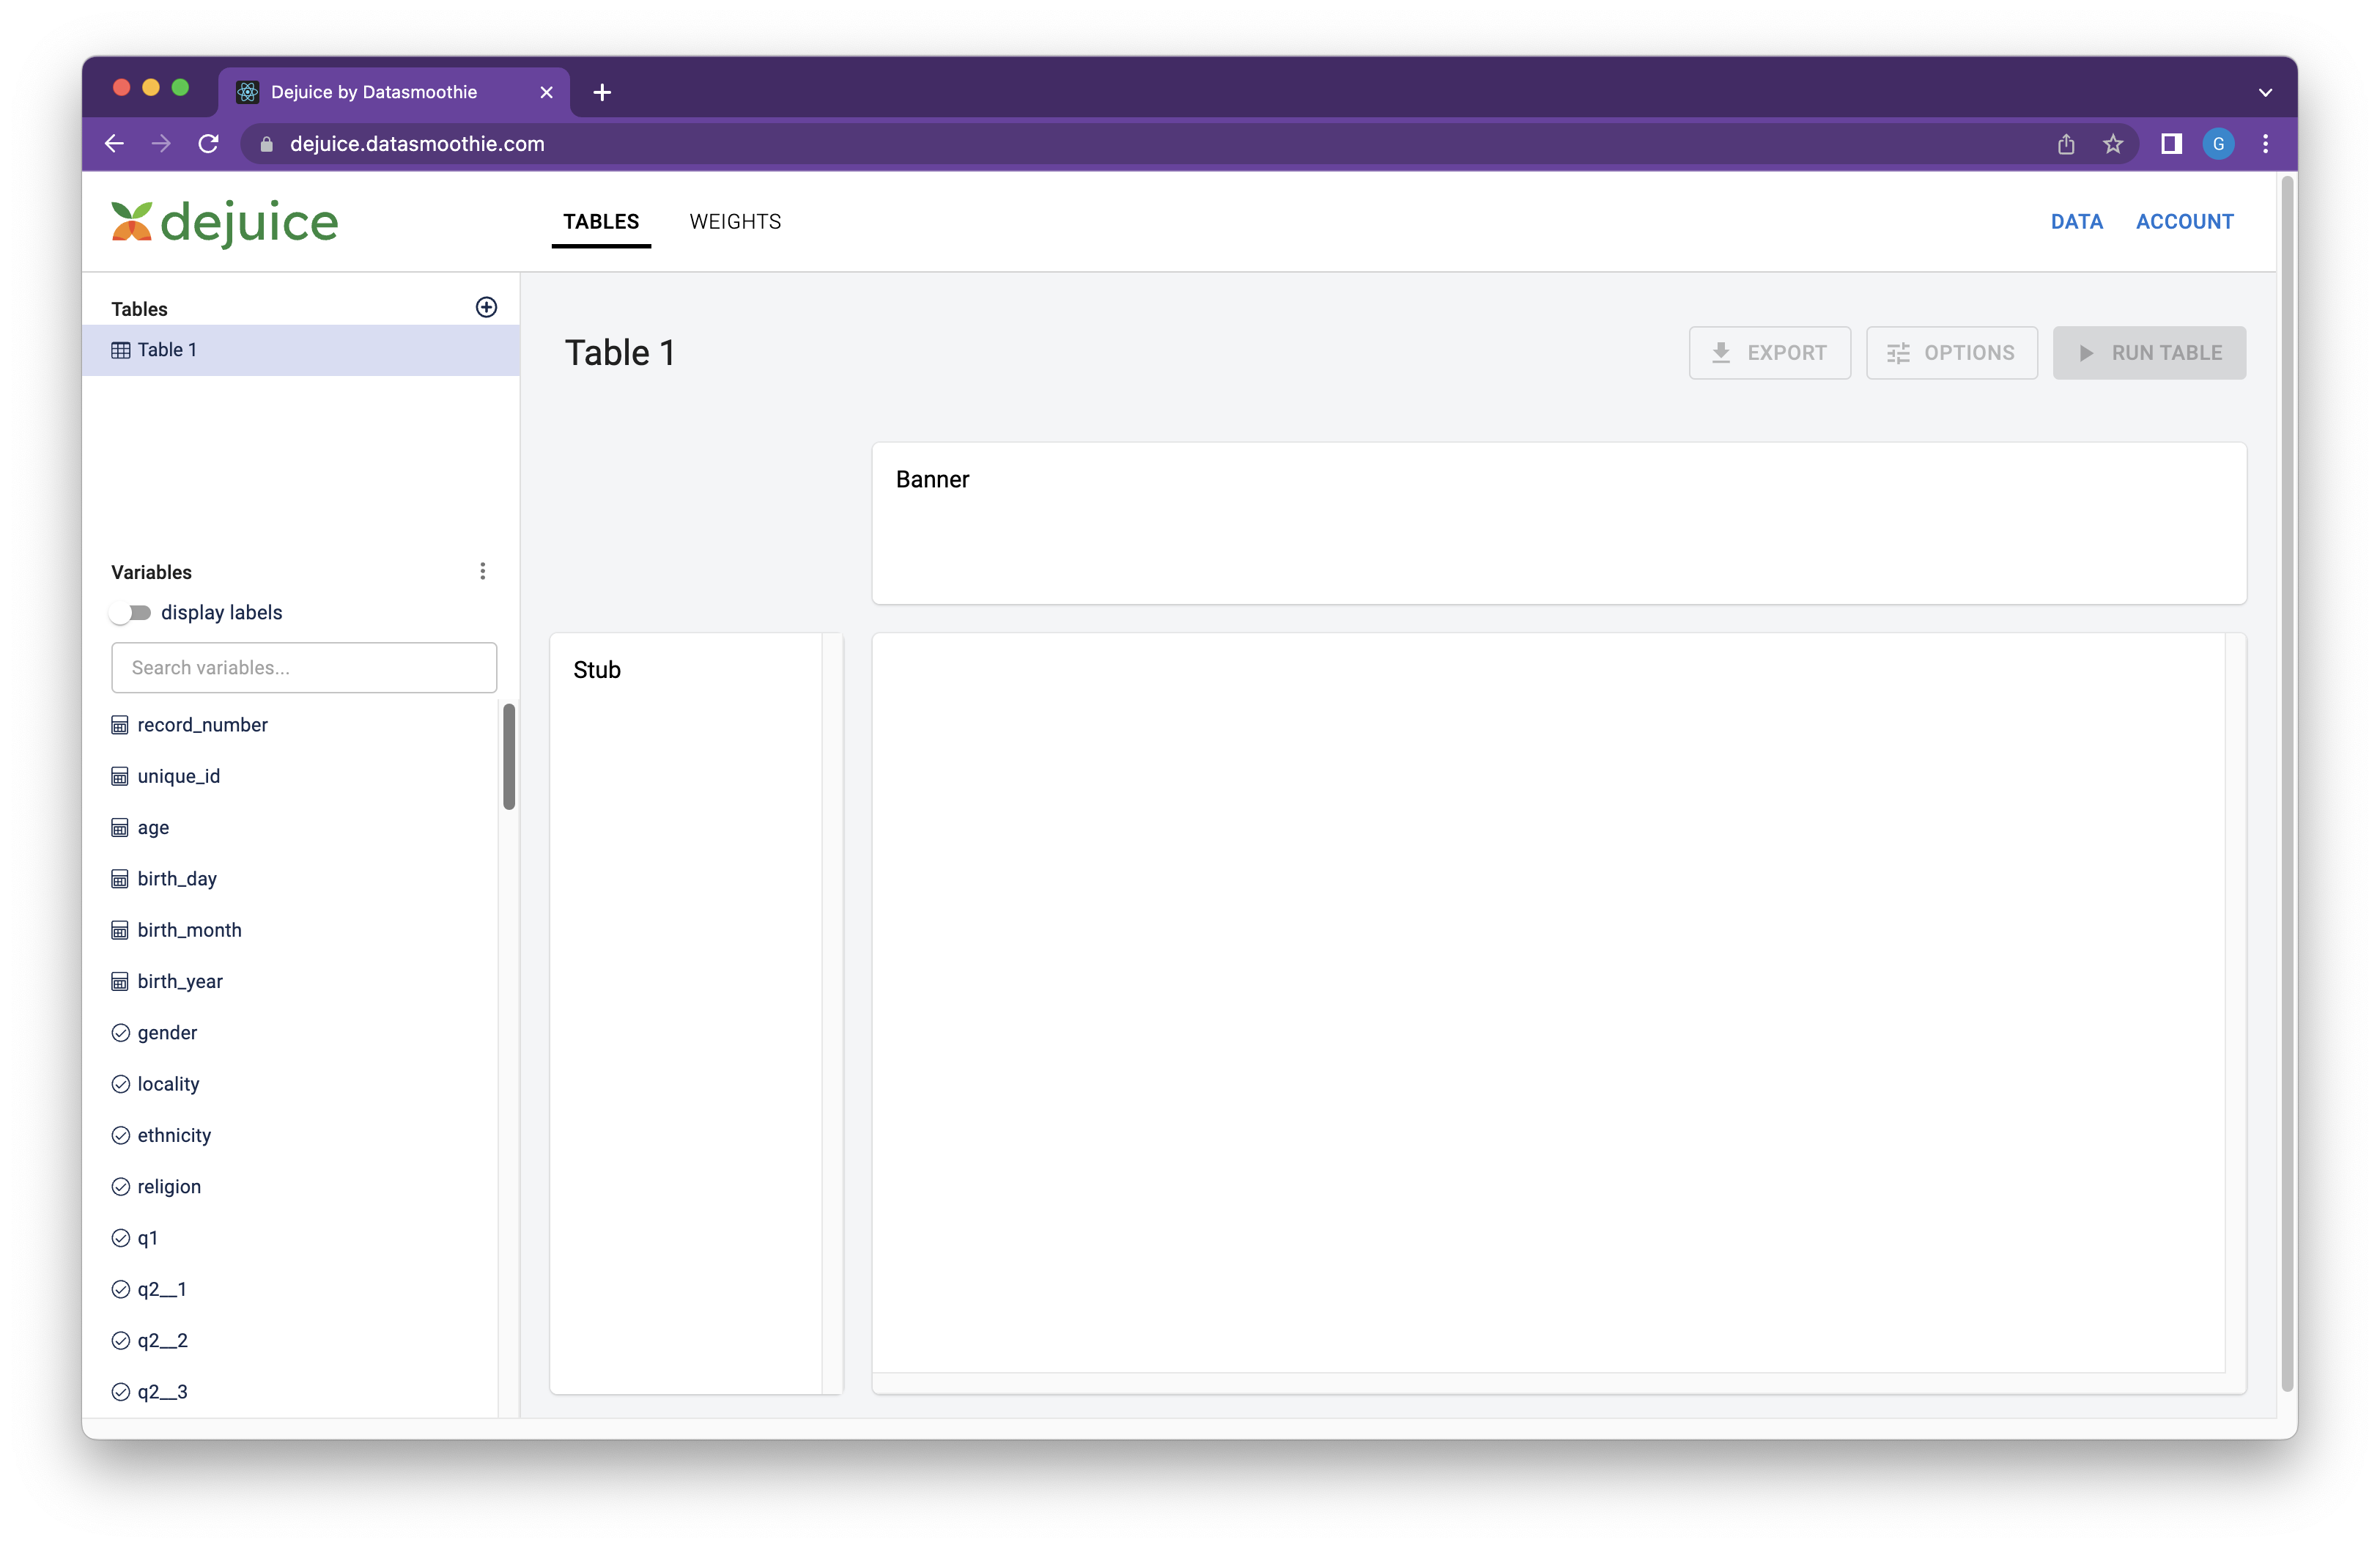 Dejuice by Datasmoothie
dejuice.datasmoothie.com
G
dejuice
TABLES
WEIGHTS
DATA
ACCOUNT
Tables
Table 1
Table 1
EXPORT
OPTIONS
RUN TABLE
Banner
Variables
display labels
Search variables...
Stub
record_number
unique_id
age
birth_day
birth_month
birth_year
gender
locality
ethnicity
religion
q1
q2__1
q2__2
q2__3